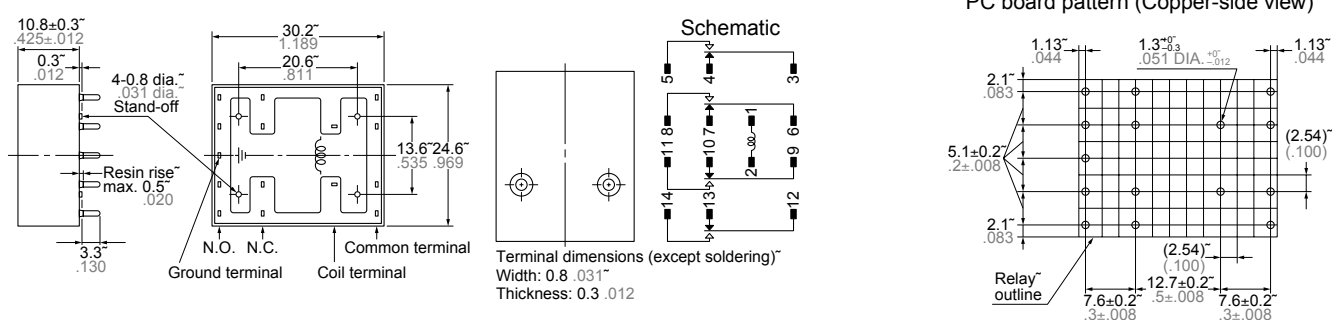 10.8±0.3~
.425±.012
0.3~
.012
4-0.8 dia.~
.031 dia.~
Stand-off
Resin rise~
max. 0.5~
.020
3.3~
.130
30.2~
1.189
20.6~
.811
13.6~24.6~
.535 .969
N.O. N.C. Common terminal
Ground terminal Coil terminal
Terminal dimensions (except soldering)~
Width: 0.8 .031~
Thickness: 0.3 .012
Schematic
5 4 3
8 7 1 6
11 10 2 9
14 13 12
PC board pattern (Copper-side view)
1.13~
.044
1.3+0~ -0.3
.051 DIA. +0~ -.012
1.13~
.044
2.1~
.083
5.1±0.2~
.2±.008
(2.54)~
(.100)
2.1~
.083
(2.54)~
(.100)
Relay~
outline
7.6±0.2~
.3±.008
12.7±0.2~
.5±.008
7.6±0.2~
.3±.008